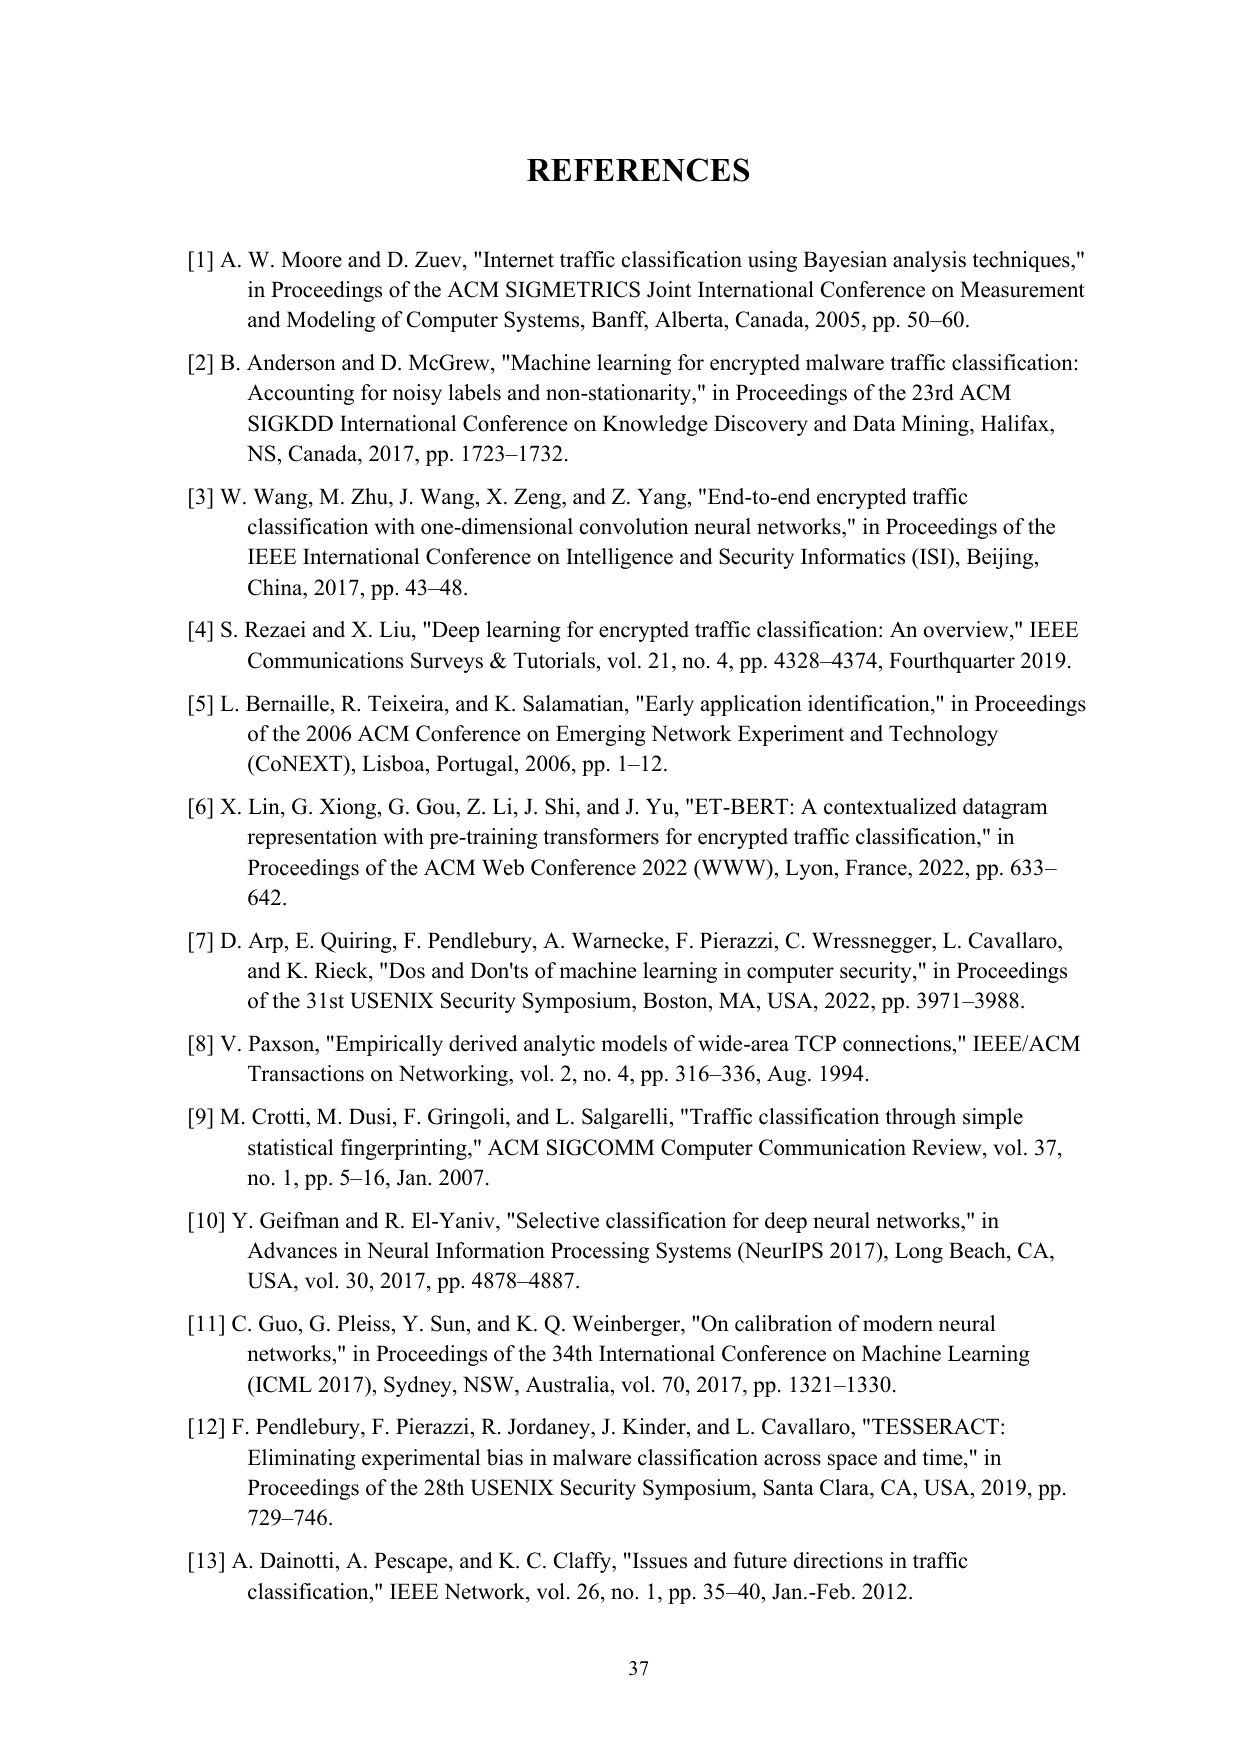 REFERENCES
[1] A. W. Moore and D. Zuev, "Internet traffic classification using Bayesian analysis techniques,"
in Proceedings of the ACM SIGMETRICS Joint International Conference on Measurement
and Modeling of Computer Systems, Banff, Alberta, Canada, 2005, pp. 50–60.
[2] B. Anderson and D. McGrew, "Machine learning for encrypted malware traffic classification:
Accounting for noisy labels and non-stationarity," in Proceedings of the 23rd ACM
SIGKDD International Conference on Knowledge Discovery and Data Mining, Halifax,
NS, Canada, 2017, pp. 1723–1732.
[3] W. Wang, M. Zhu, J. Wang, X. Zeng, and Z. Yang, "End-to-end encrypted traffic
classification with one-dimensional convolution neural networks," in Proceedings of the
IEEE International Conference on Intelligence and Security Informatics (ISI), Beijing,
China, 2017, pp. 43–48.
[4] S. Rezaei and X. Liu, "Deep learning for encrypted traffic classification: An overview," IEEE
Communications Surveys & Tutorials, vol. 21, no. 4, pp. 4328–4374, Fourthquarter 2019.
[5] L. Bernaille, R. Teixeira, and K. Salamatian, "Early application identification," in Proceedings
of the 2006 ACM Conference on Emerging Network Experiment and Technology
(CoNEXT), Lisboa, Portugal, 2006, pp. 1–12.
[6] X. Lin, G. Xiong, G. Gou, Z. Li, J. Shi, and J. Yu, "ET-BERT: A contextualized datagram
representation with pre-training transformers for encrypted traffic classification," in
Proceedings of the ACM Web Conference 2022 (WWW), Lyon, France, 2022, pp. 633–
642.
[7] D. Arp, E. Quiring, F. Pendlebury, A. Warnecke, F. Pierazzi, C. Wressnegger, L. Cavallaro,
and K. Rieck, "Dos and Don'ts of machine learning in computer security," in Proceedings
of the 31st USENIX Security Symposium, Boston, MA, USA, 2022, pp. 3971–3988.
[8] V. Paxson, "Empirically derived analytic models of wide-area TCP connections," IEEE/ACM
Transactions on Networking, vol. 2, no. 4, pp. 316–336, Aug. 1994.
[9] M. Crotti, M. Dusi, F. Gringoli, and L. Salgarelli, "Traffic classification through simple
statistical fingerprinting," ACM SIGCOMM Computer Communication Review, vol. 37,
no. 1, pp. 5–16, Jan. 2007.
[10] Y. Geifman and R. El-Yaniv, "Selective classification for deep neural networks," in
Advances in Neural Information Processing Systems (NeurIPS 2017), Long Beach, CA,
USA, vol. 30, 2017, pp. 4878–4887.
[11] C. Guo, G. Pleiss, Y. Sun, and K. Q. Weinberger, "On calibration of modern neural
networks," in Proceedings of the 34th International Conference on Machine Learning
(ICML 2017), Sydney, NSW, Australia, vol. 70, 2017, pp. 1321–1330.
[12] F. Pendlebury, F. Pierazzi, R. Jordaney, J. Kinder, and L. Cavallaro, "TESSERACT:
Eliminating experimental bias in malware classification across space and time," in
Proceedings of the 28th USENIX Security Symposium, Santa Clara, CA, USA, 2019, pp.
729–746.
[13] A. Dainotti, A. Pescape, and K. C. Claffy, "Issues and future directions in traffic
classification," IEEE Network, vol. 26, no. 1, pp. 35–40, Jan.-Feb. 2012.
37